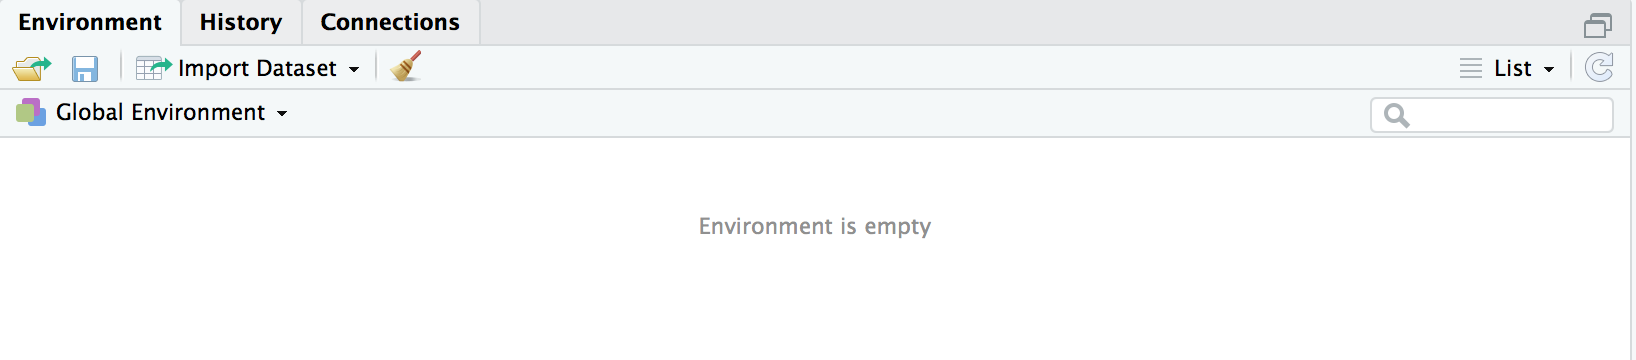 Environment History Connections
Import Dataset List
Global Environment
Environment is empty